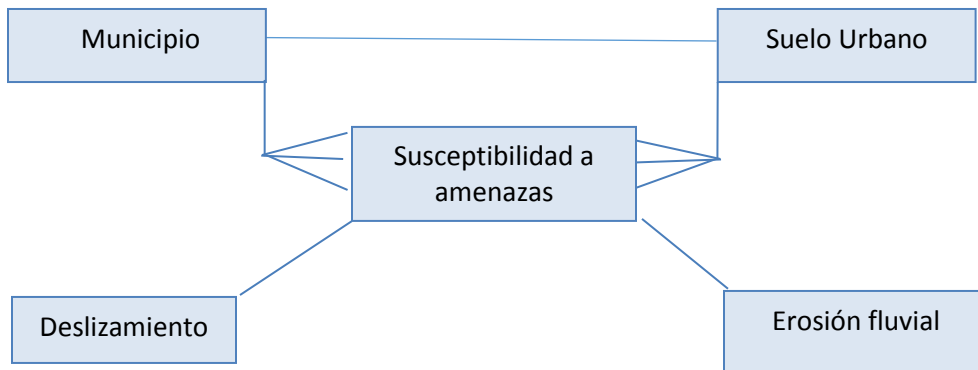 Municipio
Suelo Urbano
Susceptibilidad a
amenazas
Deslizamiento
Erosión fluvial